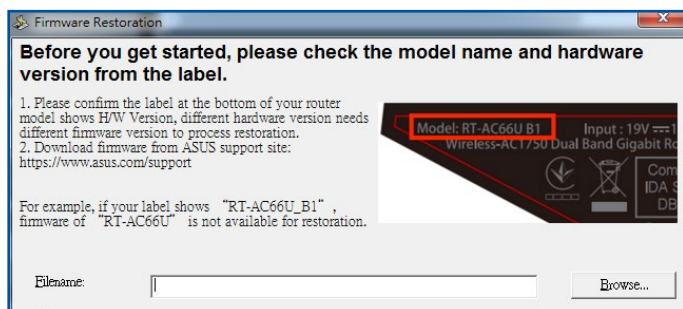 Firmware Restoration
Before you get started, please check the model name and hardware
version from the label.
1. Please confirm the label at the bottom of your router
model shows H/W Version, different hardware version needs
different firmware version to process restoration.
2. Download firmware from ASUS support site:
https://www.asus.com/support
For example, if your label shows “RT-AC66U_B1”,
firmware of “RT-AC66U” is not available for restoration.
Model: RT-AC66U B1 Input : 19V
Wireless-AC1750 Dual Band Gigabit
Com
IDA
DB
Filename:
Browse...